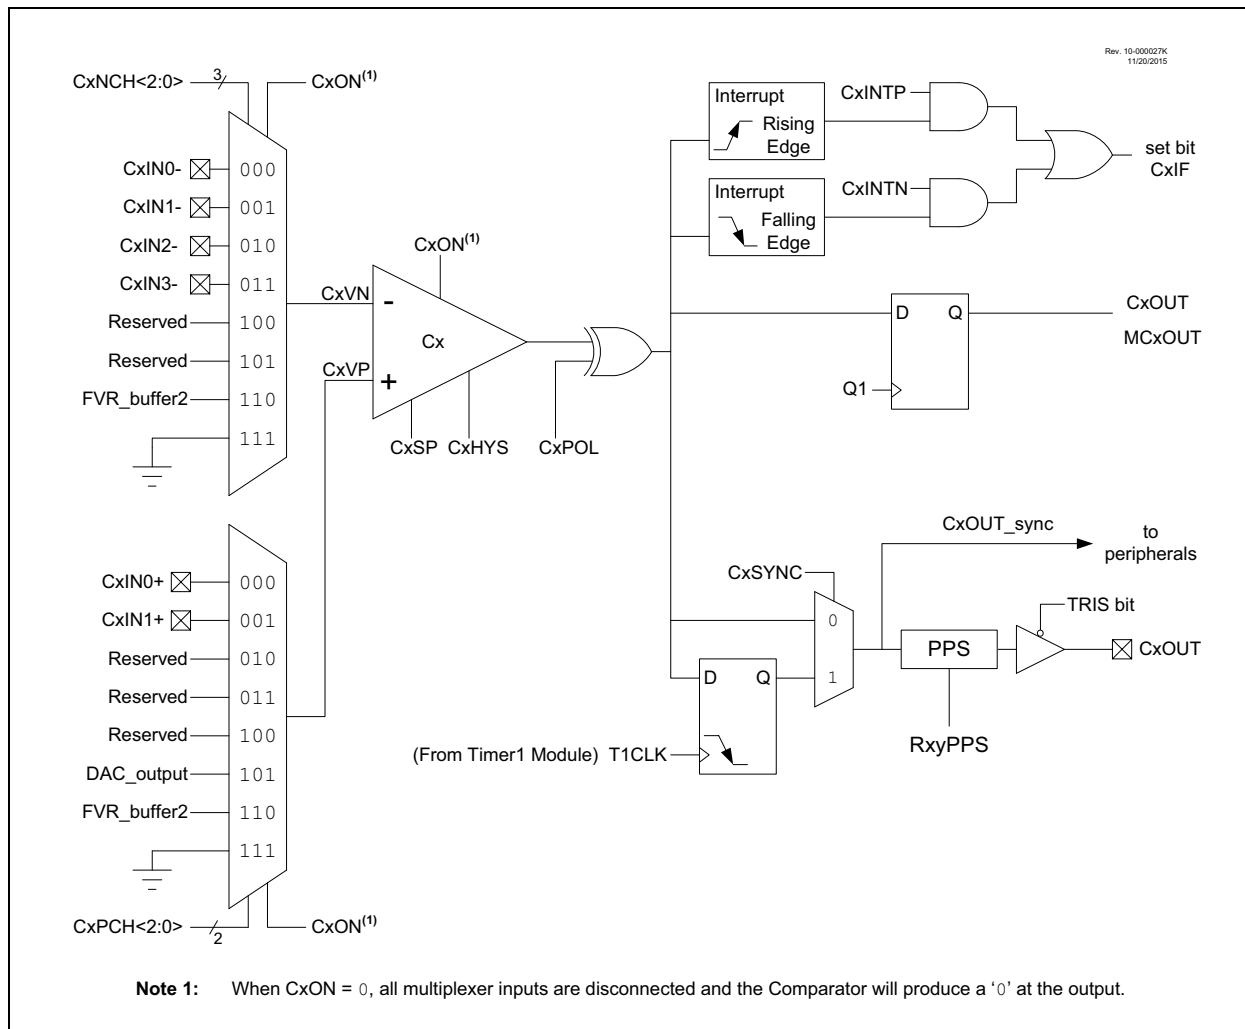 Rev. 10-000027K
11/20/2015
CxNCH<2:0>
3
CxON(1)
CxIN0-
000
CxIN1-
001
CxIN2-
010
CxIN3-
011
Reserved
100
Reserved
101
FVR_buffer2
110
111
CxVN
CxVP
CxON(1)
-
Cx
+
CxSP
CxHYS
CxPOL
Interrupt
Rising
Edge
CxINTP
Interrupt
Falling
Edge
CxINTN
set bit
CxIF
D
Q
Q1
CxOUT
MCxOUT
CxIN0+
000
CxIN1+
001
Reserved
010
Reserved
011
Reserved
100
DAC_output
101
FVR_buffer2
110
111
CxPCH<2:0>
2
CxON(1)
CxOUT_sync
to
peripherals
CxSYNC
0
1
D
Q
(From Timer1 Module) T1CLK
PPS
RxyPPS
TRIS bit
CxOUT
Note 1: When CxON = 0, all multiplexer inputs are disconnected and the Comparator will produce a ‘0’ at the output.